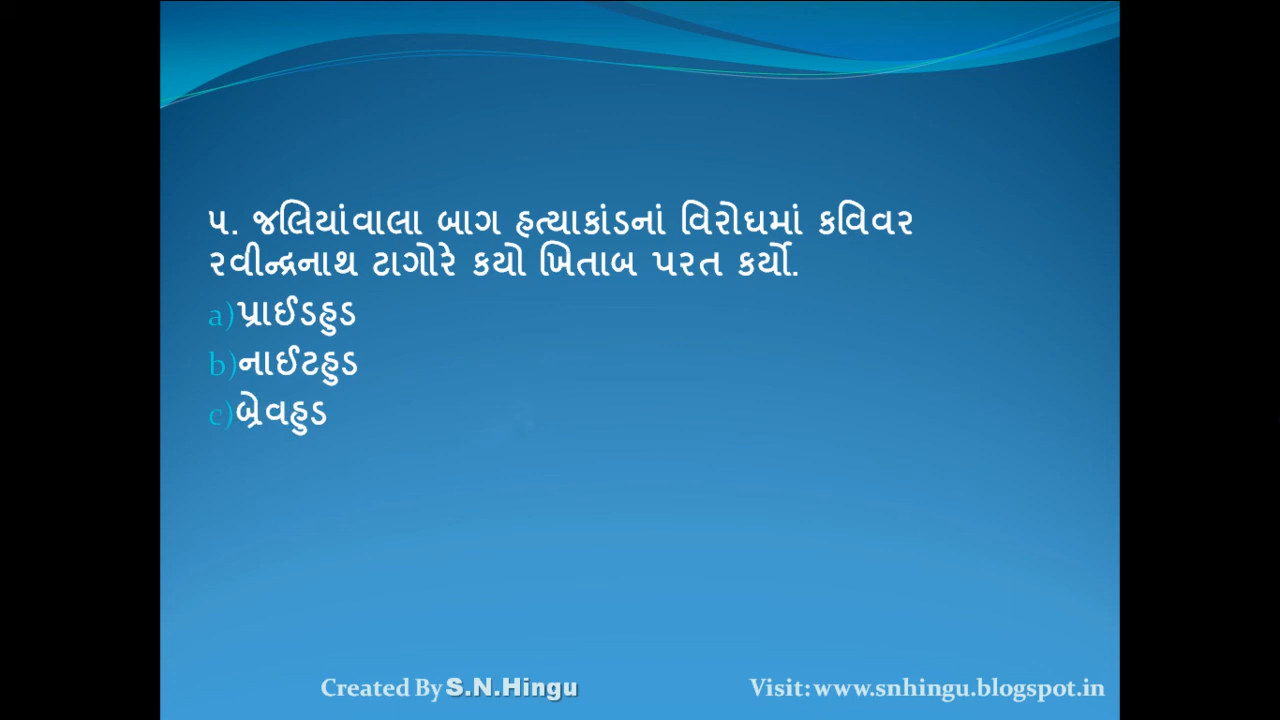 ૫. જલિયાંવાલા બાગ હત્યાકાંડનાં વિરોધમાં કવિવર
રવીન્દ્રનાથ ટાગોરે કયો ખિતાબ પરત કર્યો.
a)પ્રાઈડહુડ
b)નાઈટહુડ
c)બ્રેવહુડ
Created By S.N.Hingu
Visit: www.snhingu.blogspot.in